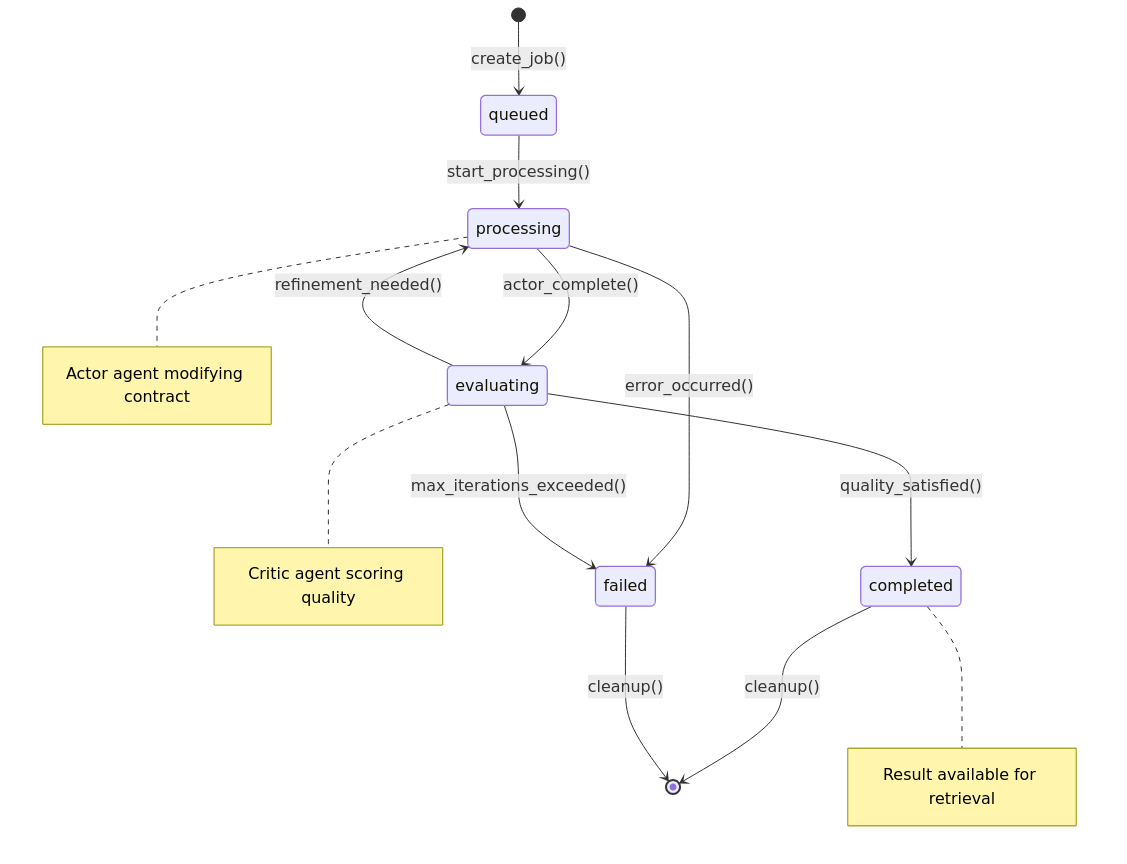 create_job()
queued
start_processing()
processing
refinement_needed()
actor_complete()
Actor agent modifying
contract
evaluating
error_occurred()
max_iterations_exceeded()
quality_satisfied()
Critic agent scoring
quality
failed
completed
cleanup()
cleanup()
Result available for
retrieval